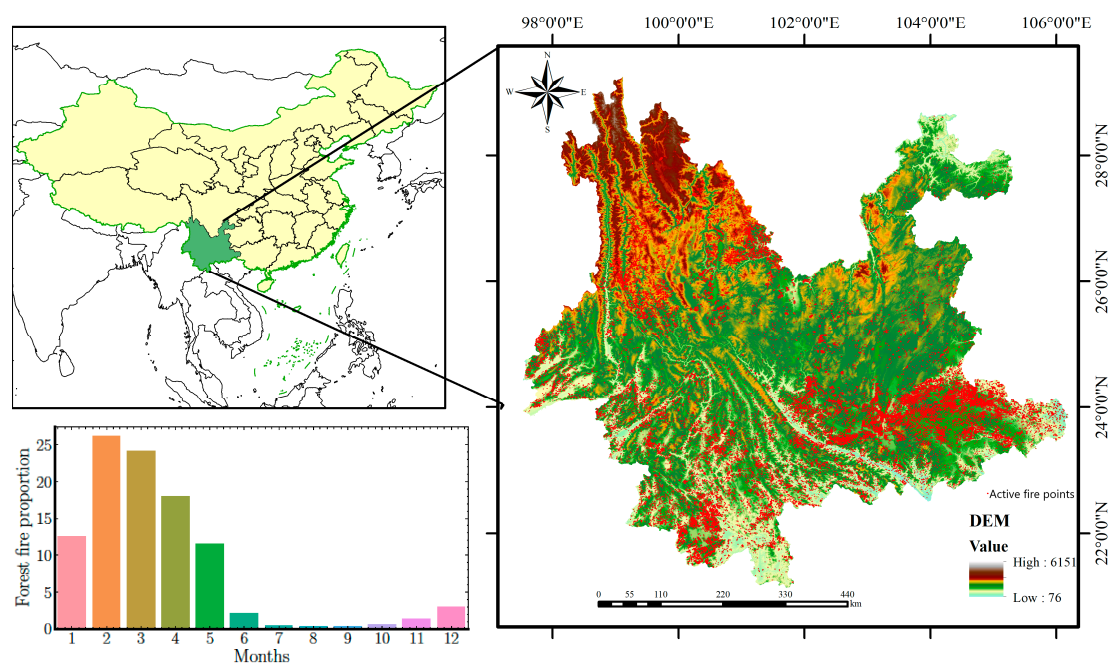 98°0'0"E 100°0'0"E 102°0'0"E 104°0'0"E 106°0'0"E
N
W E
S
28°0'0"N
26°0'0"N
24°0'0"N
22°0'0"N
·Active fire points
DEM
Value
High : 6151
Low : 76
0 55 110 220 330 440
km
Forest fire proportion
25
20
15
10
5
0
1 2 3 4 5 6 7 8 9 10 11 12
Months